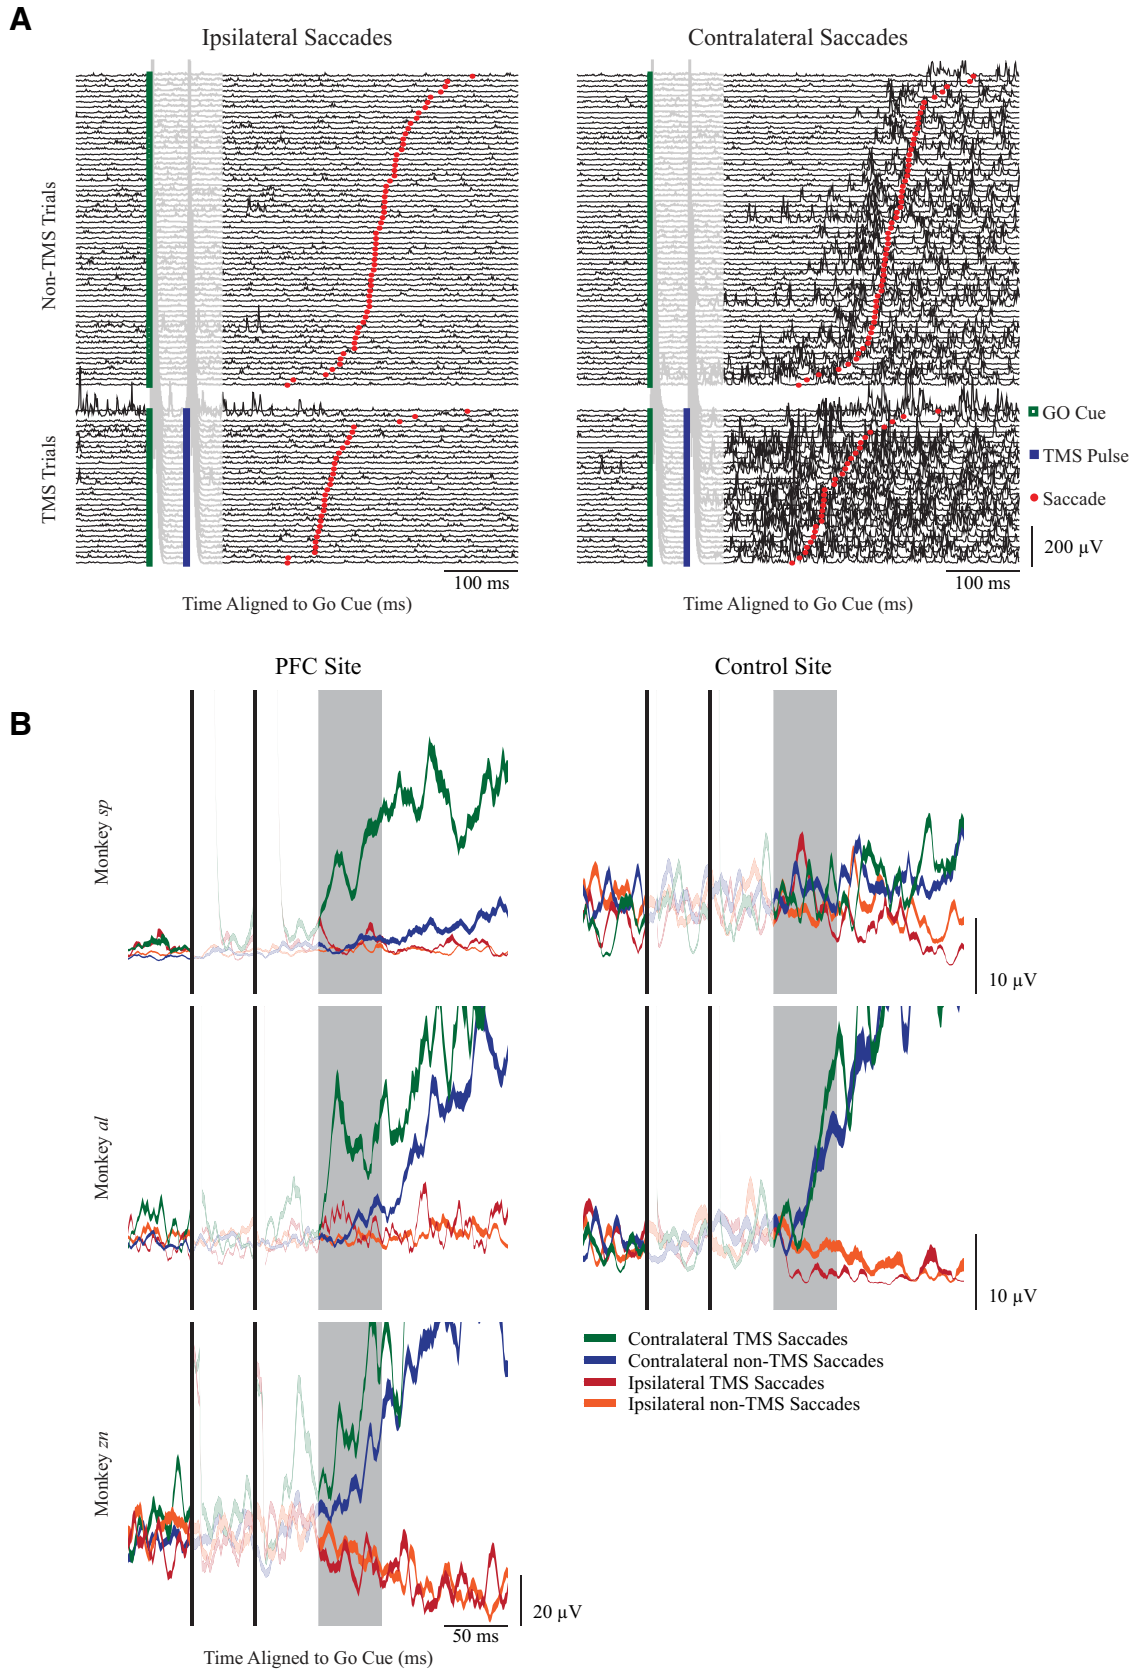 A
Ipsilateral Saccades
Contralateral Saccades
Non-TMS Trials
TMS Trials
GO Cue
TMS Pulse
Saccade
200 µV
100 ms
100 ms
Time Aligned to Go Cue (ms)
Time Aligned to Go Cue (ms)
PFC Site
Control Site
B
Monkey sp
10 µV
Monkey al
10 µV
Contralateral TMS Saccades
Contralateral non-TMS Saccades
Ipsilateral TMS Saccades
Ipsilateral non-TMS Saccades
Monkey zn
20 µV
50 ms
Time Aligned to Go Cue (ms)